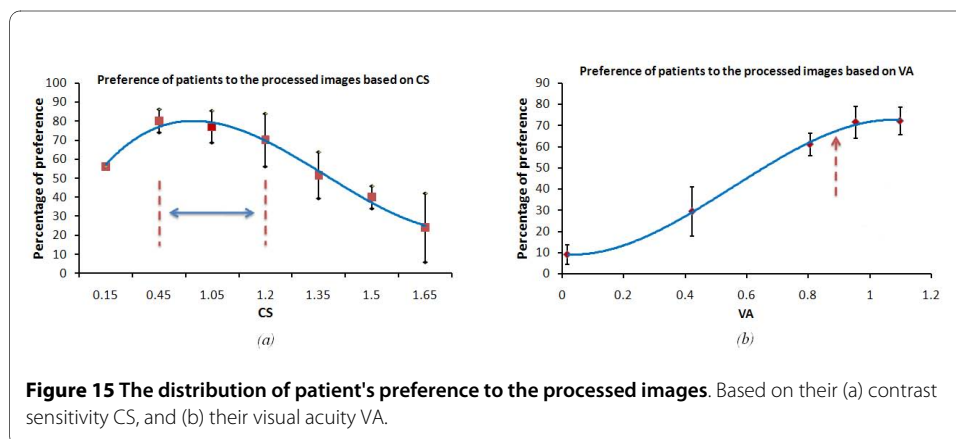 Preference of patients to the processed images based on CS
Percentage of preference
100
90
80
70
60
50
40
30
20
10
0
0.15 0.45 1.05 1.2 1.35 1.5 1.65
CS
(a)
Preference of patients to the processed images based on VA
Percentage of preference
90
80
70
60
50
40
30
20
10
0
0 0.2 0.4 0.6 0.8 1 1.2
VA
(b)
Figure 15 The distribution of patient's preference to the processed images. Based on their (a) contrast
sensitivity CS, and (b) their visual acuity VA.